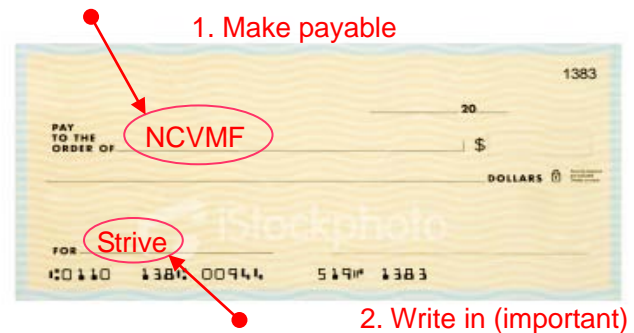 1. Make payable
1383
20
PAY
TO THE
ORDER OF
NCVMF
$
DOLLARS
iStockphoto
FOR
Strive
⑆0110 1381⑆ 00944 519⑈ 1383
2. Write in (important)